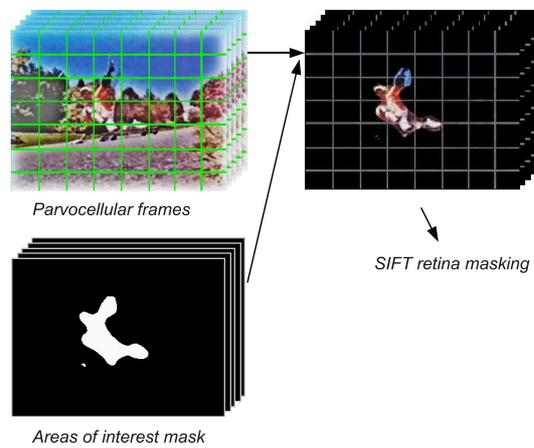 Parvocellular frames
SIFT retina masking
Areas of interest mask